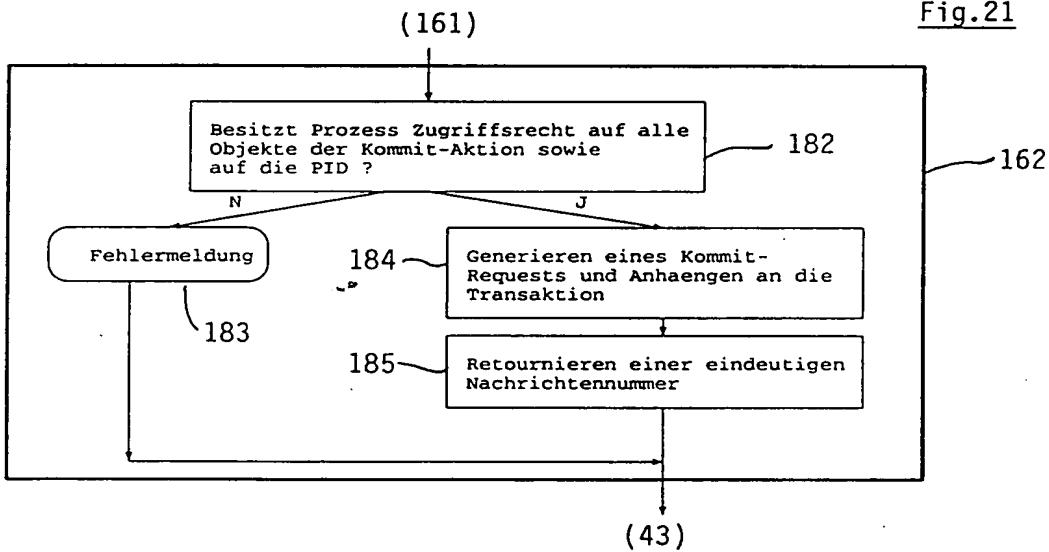 Fig.21
(161)
Besitzt Prozess Zugriffsrecht auf alle
Objekte der Kommit-Aktion sowie
auf die PID ?
182
162
N
J
Fehlermeldung
183
184
Generieren eines Kommit-
Requests und Anhaengen an die
Transaktion
185
Retournieren einer eindeutigen
Nachrichtennummer
(43)